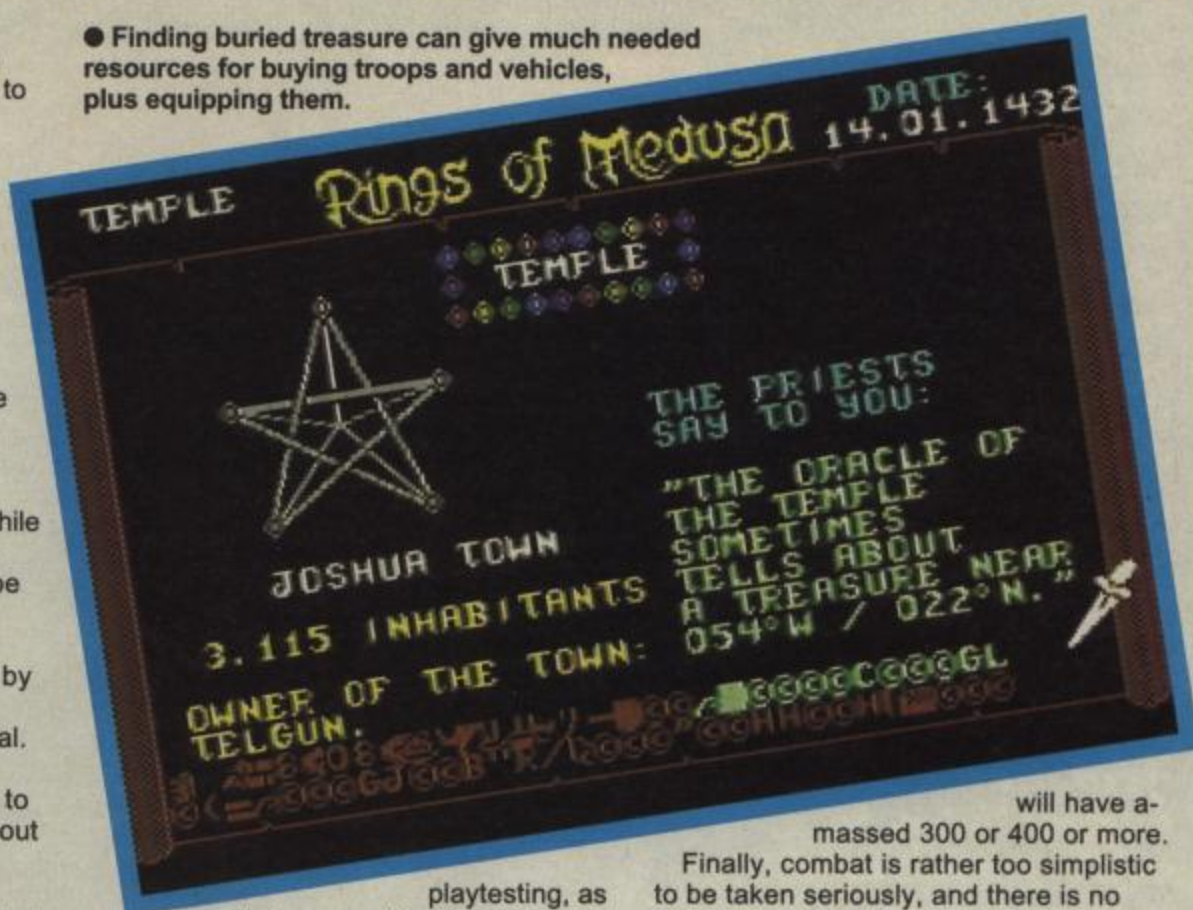 ● Finding buried treasure can give much needed
resources for buying troops and vehicles,
plus equipping them.
to
hile
by
al.
to
out
TEMPLE
Rings of Medusa
DATE:
14.01.1432
TEMPLE
THE PRIESTS
SAY TO YOU:
"THE ORACLE OF
THE TEMPLE
SOMETIMES
TELLS ABOUT
A TREASURE NEAR
054°W / 022°N."
JOSHUA TOWN
3.115 INHABITANTS
OWNER OF THE TOWN:
TELGUN.
playtesting, as
will have a-
massed 300 or 400 or more.
Finally, combat is rather too simplistic
to be taken seriously, and there is no